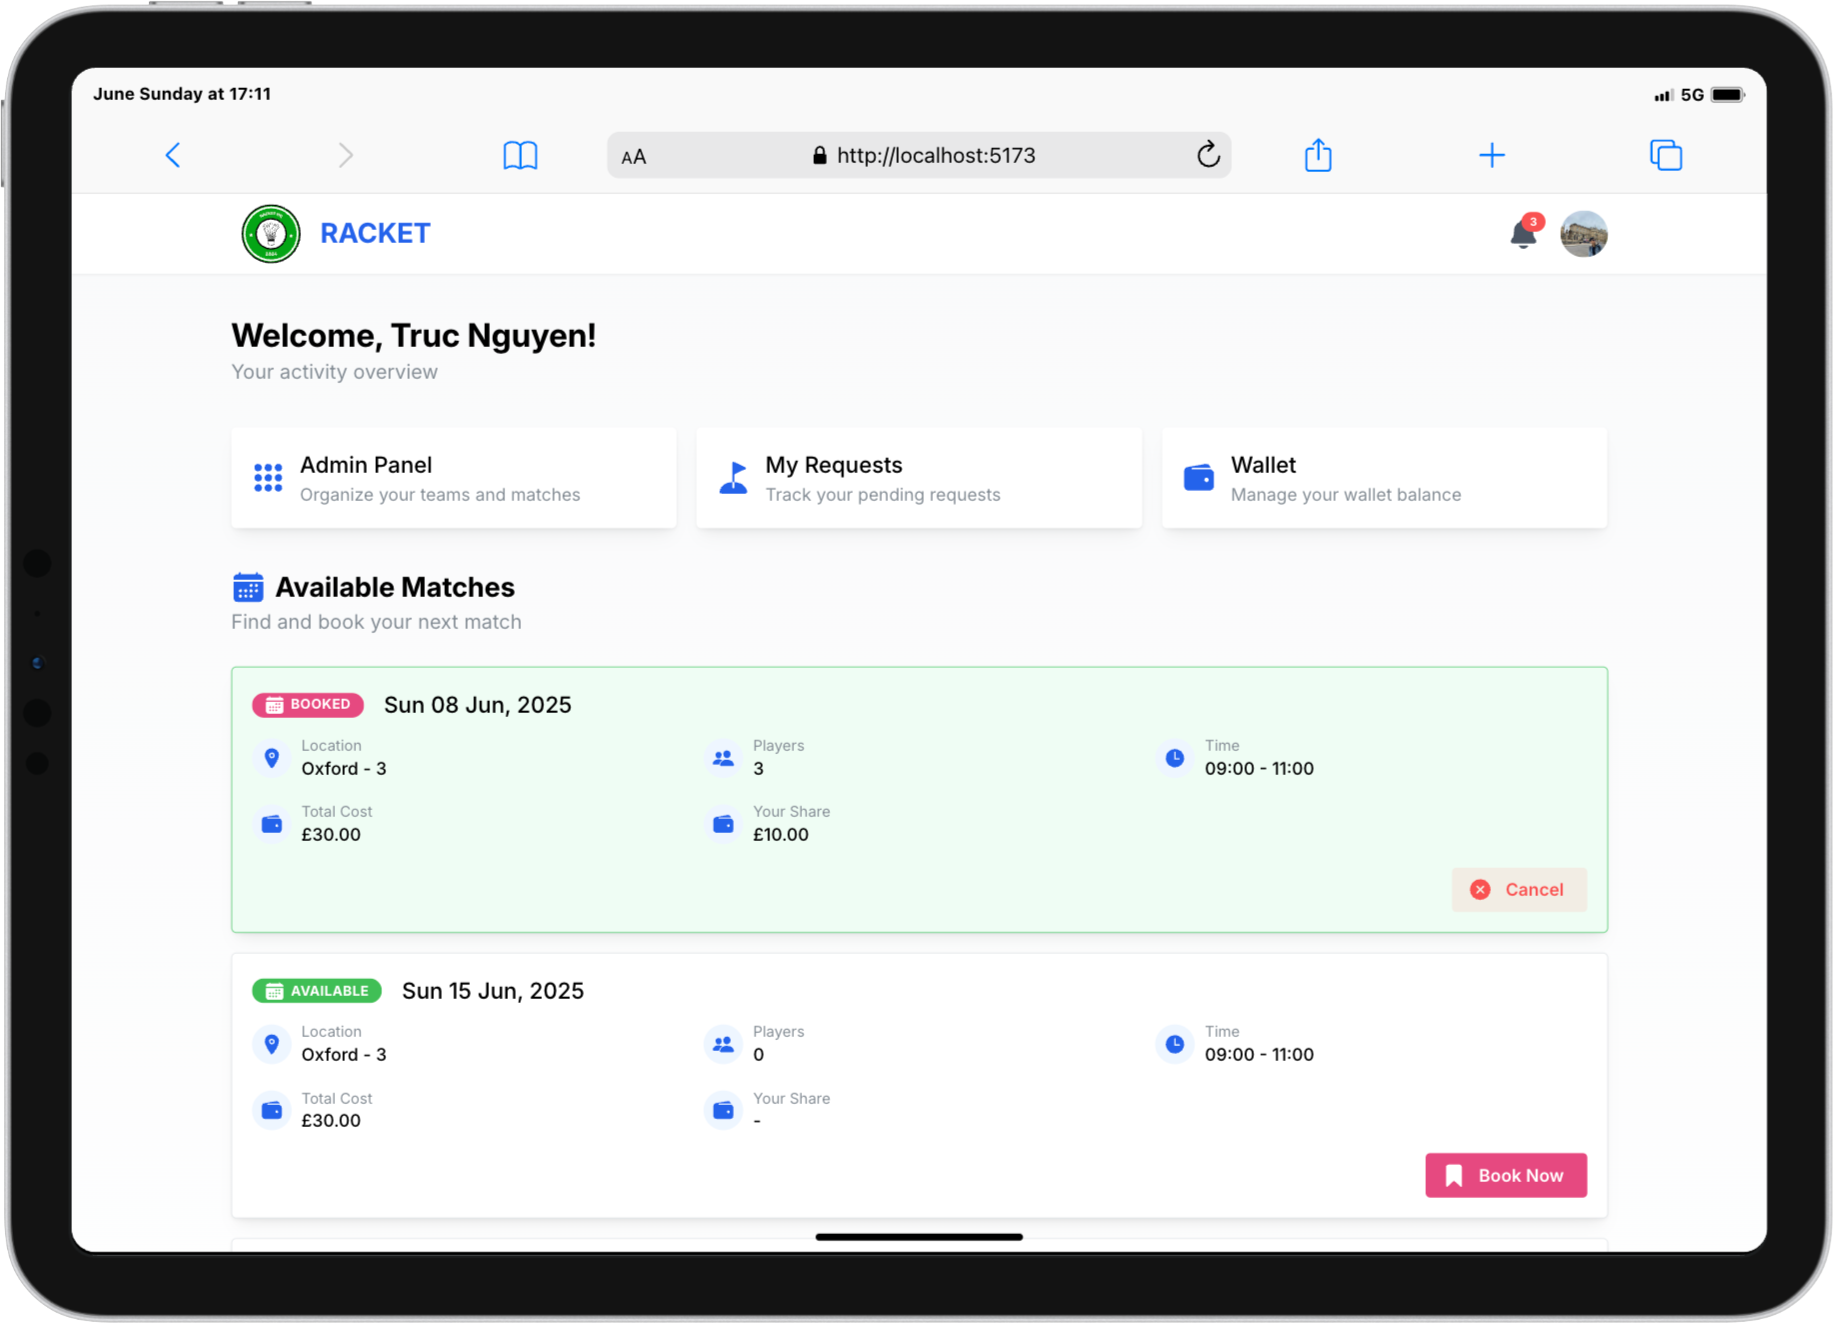 June Sunday at 17:11
5G
AA
http://localhost:5173
RACKET
3
Welcome, Truc Nguyen!
Your activity overview
Admin Panel
Organize your teams and matches
My Requests
Track your pending requests
Wallet
Manage your wallet balance
Available Matches
Find and book your next match
BOOKED
Sun 08 Jun, 2025
Location
Oxford - 3
Players
3
Time
09:00 - 11:00
Total Cost
£30.00
Your Share
£10.00
Cancel
AVAILABLE
Sun 15 Jun, 2025
Location
Oxford - 3
Players
0
Time
09:00 - 11:00
Total Cost
£30.00
Your Share
-
Book Now